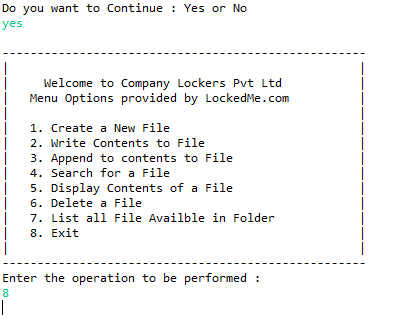 Do you want to Continue : Yes or No
yes
----------------------------------------------------
Welcome to Company Lockers Pvt Ltd
Menu Options provided by LockedMe.com
1. Create a New File
2. Write Contents to File
3. Append to contents to File
4. Search for a File
5. Display Contents of a File
6. Delete a File
7. List all File Availble in Folder
8. Exit
----------------------------------------------------
Enter the operation to be performed :
8